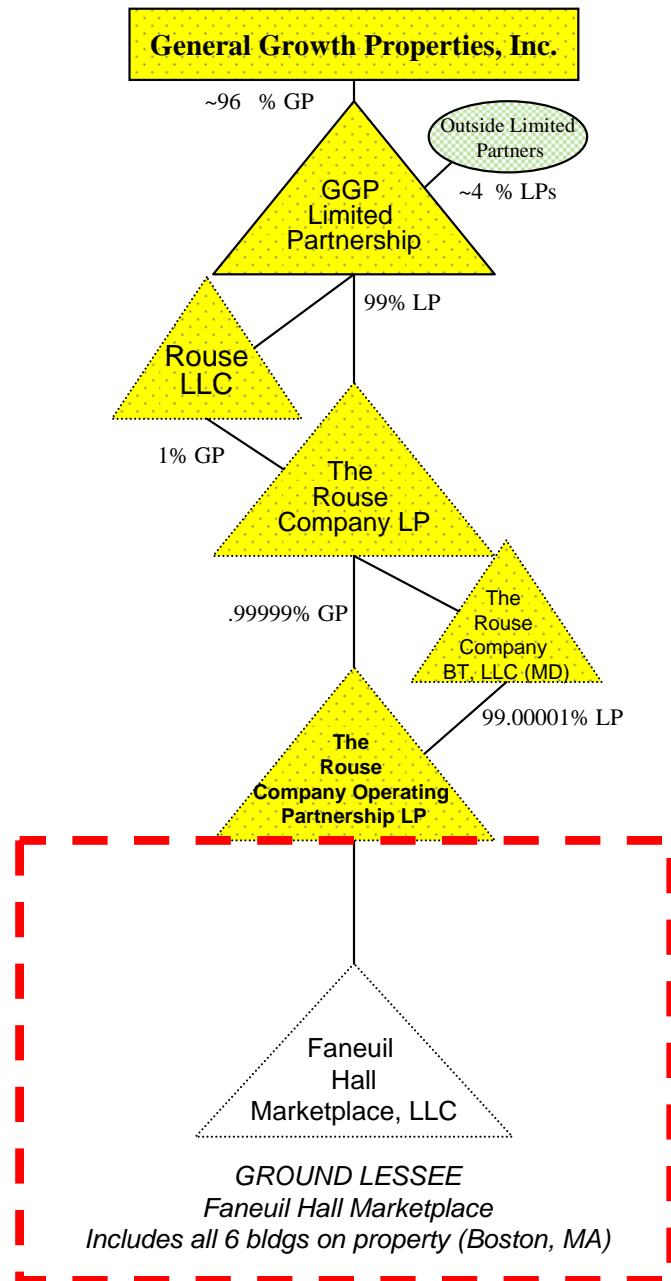 General Growth Properties, Inc.
~96 % GP
Outside Limited
Partners
~4 % LPs
GGP
Limited
Partnership
99% LP
Rouse
LLC
1% GP
The
Rouse
Company LP
.99999% GP
The
Rouse
Company
BT, LLC (MD)
99.00001% LP
The
Rouse
Company Operating
Partnership LP
Faneuil
Hall
Marketplace, LLC
GROUND LESSEE
Faneuil Hall Marketplace
Includes all 6 bldgs on property (Boston, MA)